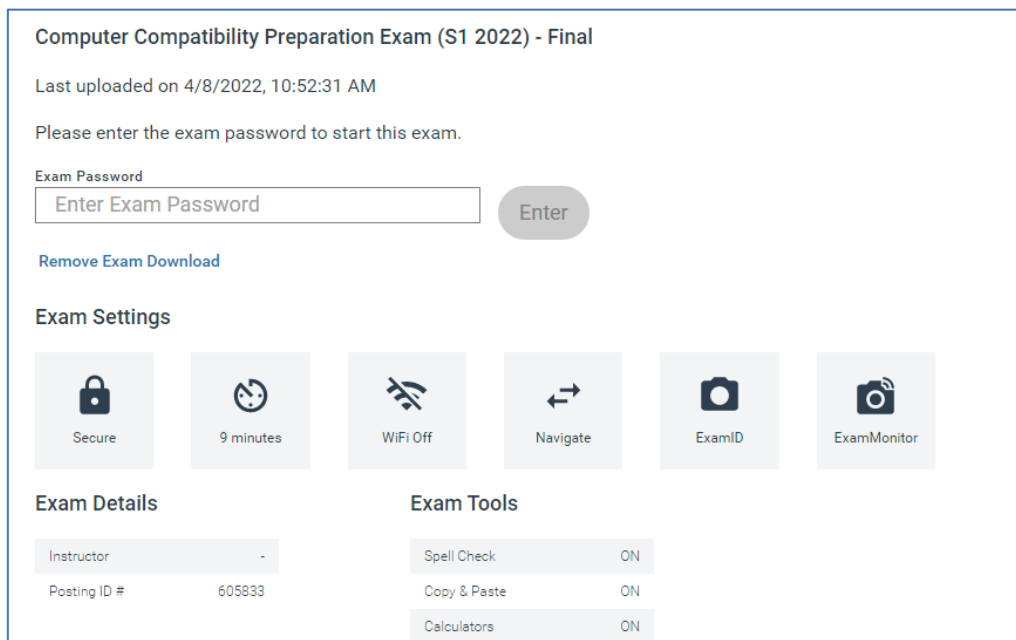 Computer Compatibility Preparation Exam (S1 2022) - Final
Last uploaded on 4/8/2022, 10:52:31 AM
Please enter the exam password to start this exam.
Exam Password
Enter Exam Password
Enter
Remove Exam Download
Exam Settings
Secure
9 minutes
WiFi Off
Navigate
ExamID
ExamMonitor
Exam Details
Instructor -
Posting ID # 605833
Exam Tools
Spell Check ON
Copy & Paste ON
Calculators ON